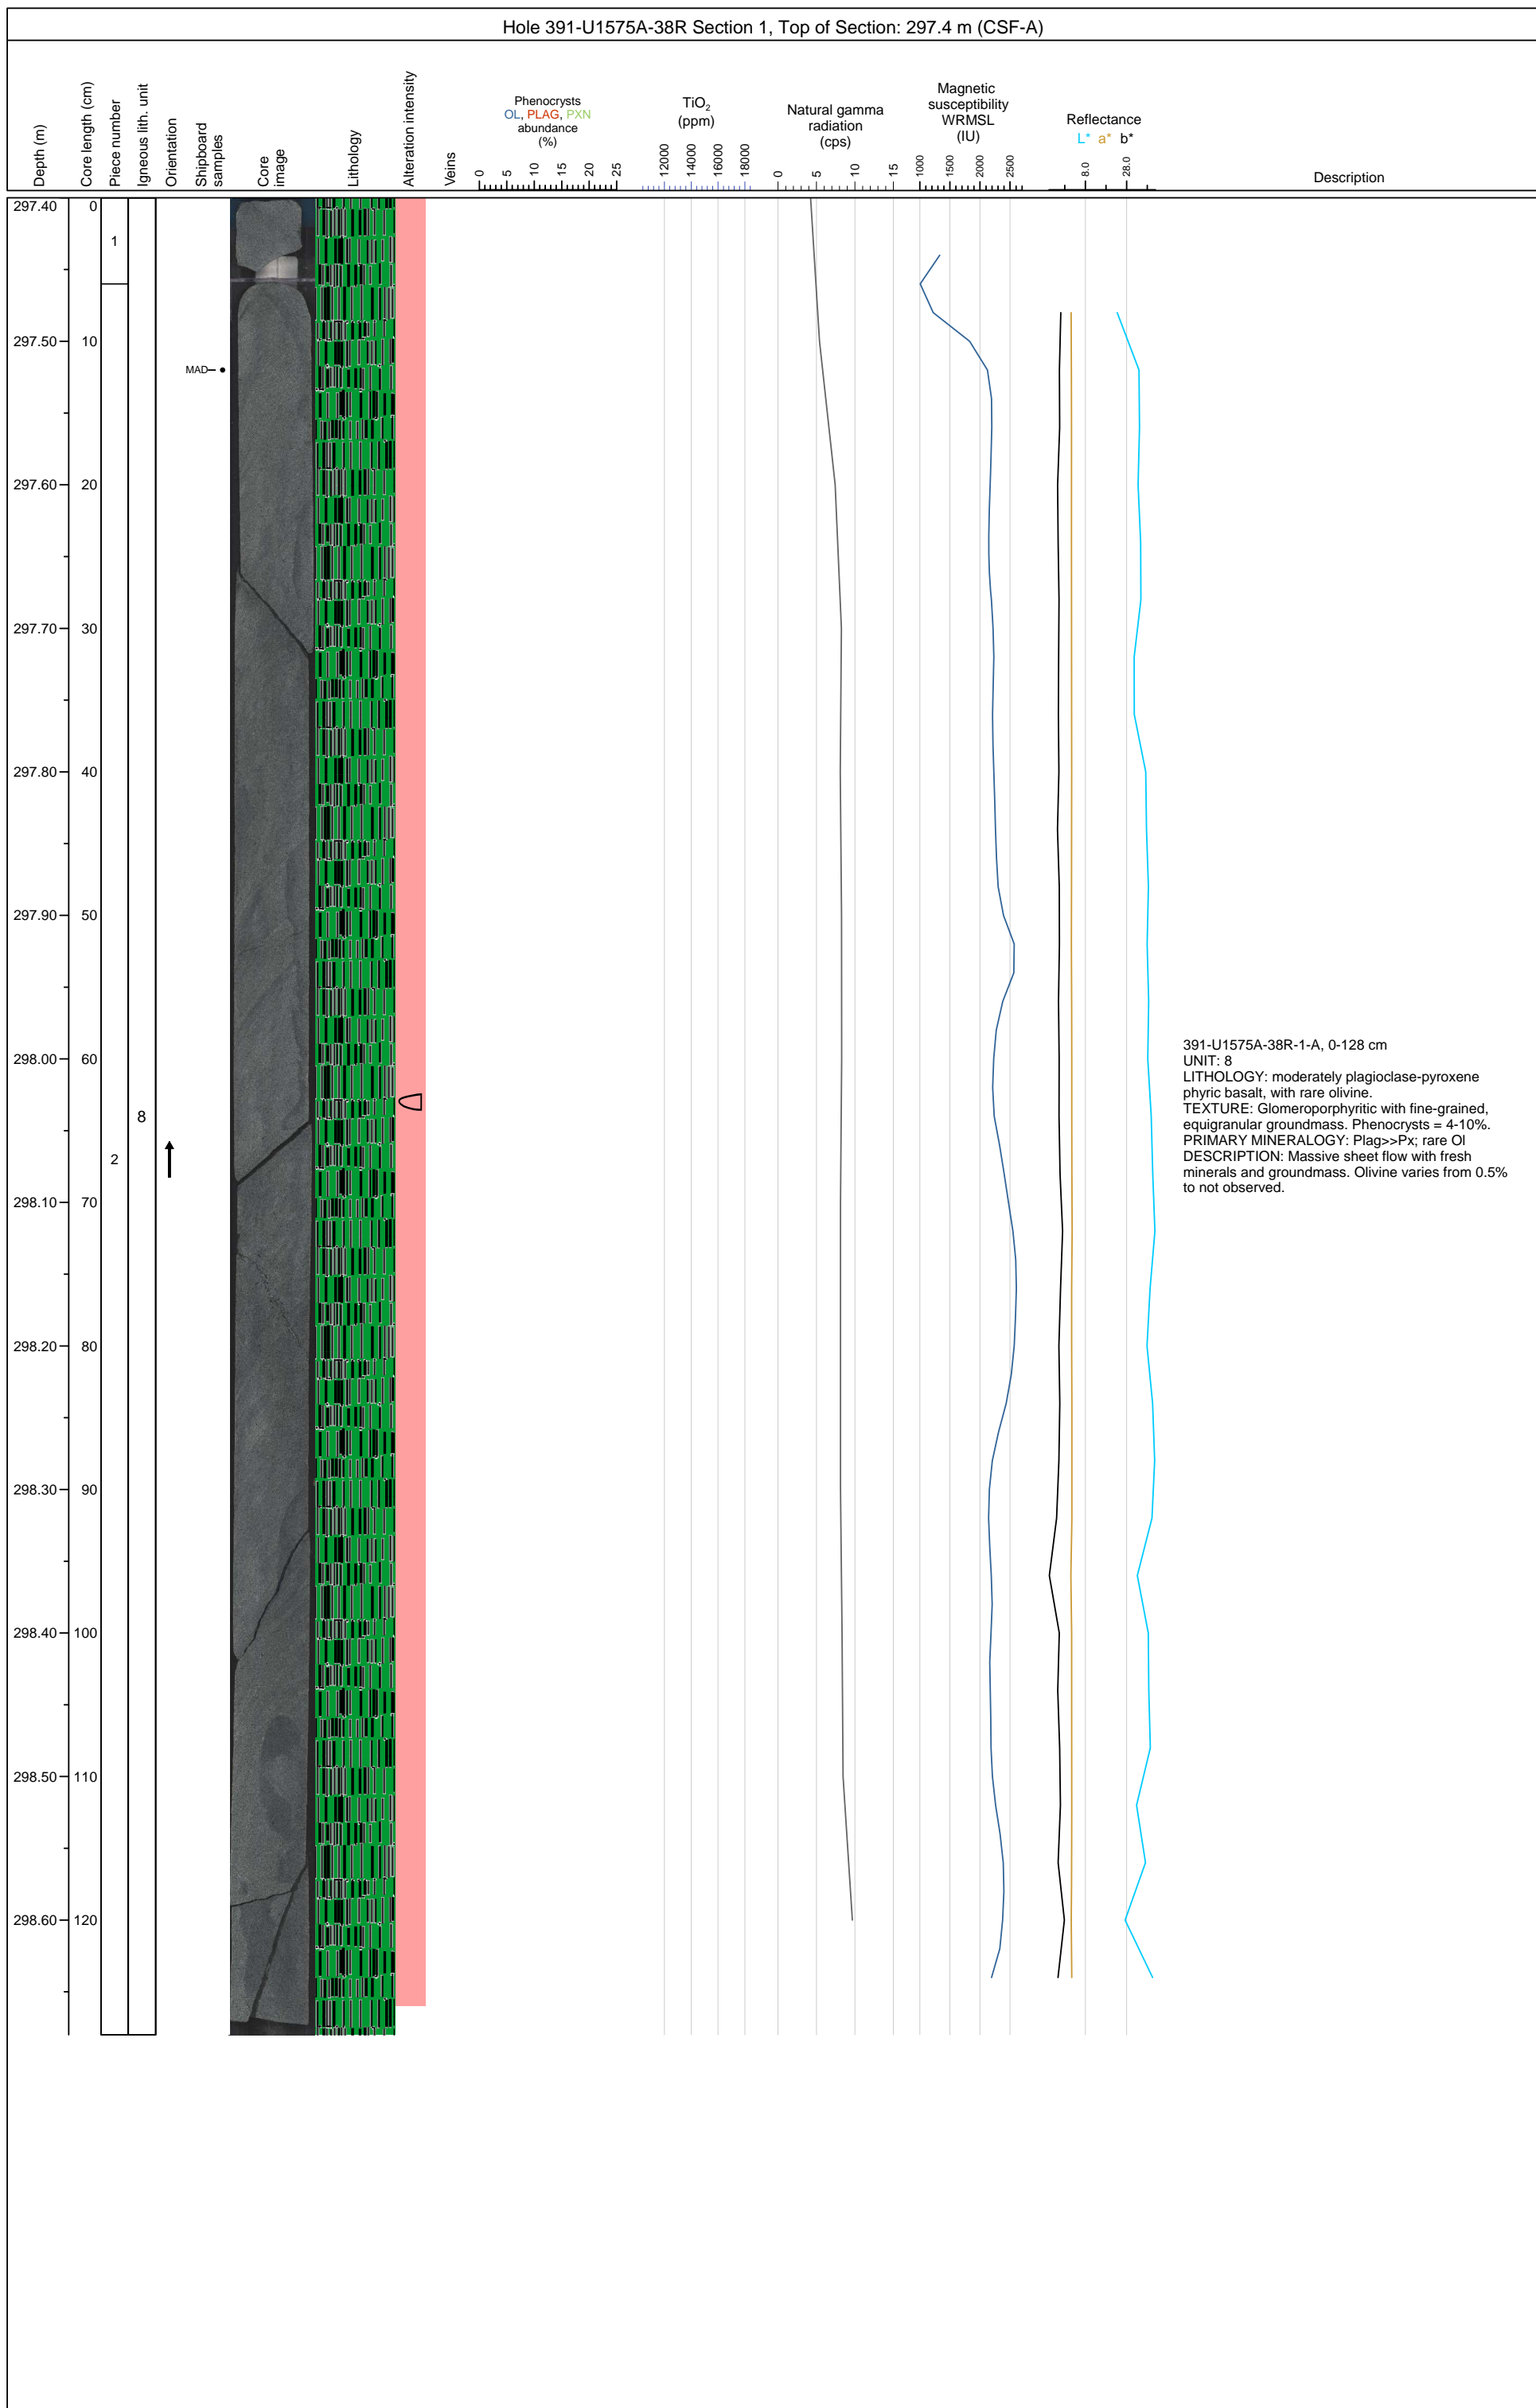 Hole 391-U1575A-38R Section 1, Top of Section: 297.4 m (CSF-A)
Depth (m)
Core length (cm)
Piece number
Igneous lith. unit
Orientation
Shipboard
samples
Core
image
Lithology
Alteration intensity
Veins
Phenocrysts
OL, PLAG, PXN
abundance
(%)
0 5 10 15 20 25
TiO2
(ppm)
12000 14000 16000 18000
Natural gamma
radiation
(cps)
0 5 10 15
Magnetic
susceptibility
WRMSL
(IU)
1000 1500 2000 2500
Reflectance
L* a* b*
8.0 28.0
Description
297.40 0
1
297.50 10
MAD
297.60 20
297.70 30
297.80 40
297.90 50
298.00 60
8
2
298.10 70
298.20 80
298.30 90
298.40 100
298.50 110
298.60 120
391-U1575A-38R-1-A, 0-128 cm
UNIT: 8
LITHOLOGY: moderately plagioclase-pyroxene
phyric basalt, with rare olivine.
TEXTURE: Glomeroporphyritic with fine-grained,
equigranular groundmass. Phenocrysts = 4-10%.
PRIMARY MINERALOGY: Plag>>Px; rare Ol
DESCRIPTION: Massive sheet flow with fresh
minerals and groundmass. Olivine varies from 0.5%
to not observed.